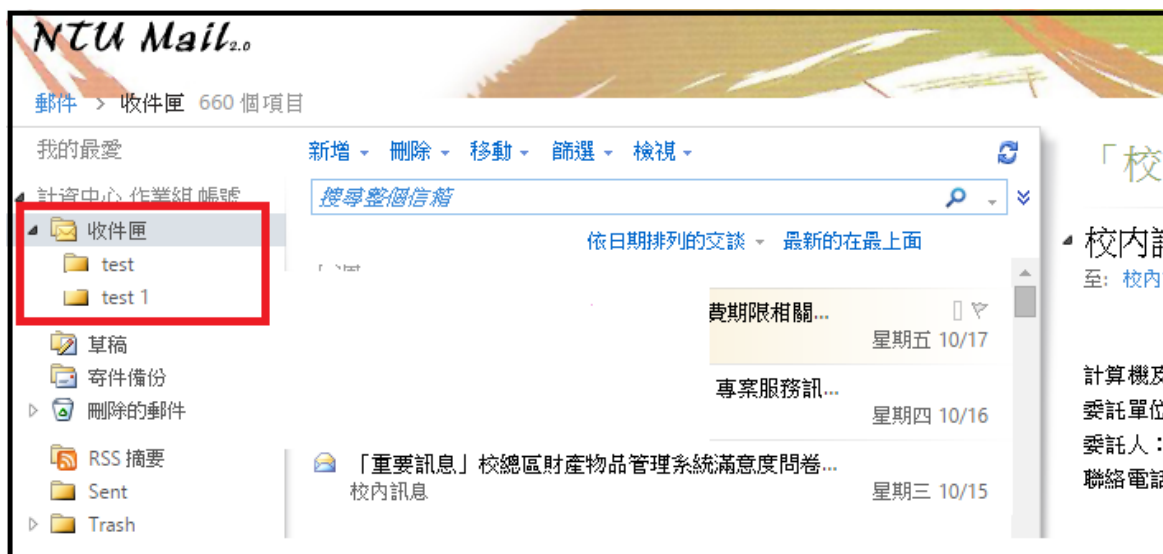 NTU Mail 2.0
郵件 > 收件匣 660 個項目
我的最愛
計資中心 作業組 帳號
收件匣
test
test 1
草稿
寄件備份
刪除的郵件
RSS 摘要
Sent
Trash
新增 刪除 移動 篩選 檢視
搜尋整個信箱
依日期排列的交談 最新的在最上面
費期限相關...
星期五 10/17
專案服務訊...
星期四 10/16
「重要訊息」校總區財產物品管理系統滿意度問卷...
校內訊息 星期三 10/15
「校
校內
至: 校內
計算機及
委託單位
委託人：
聯絡電話